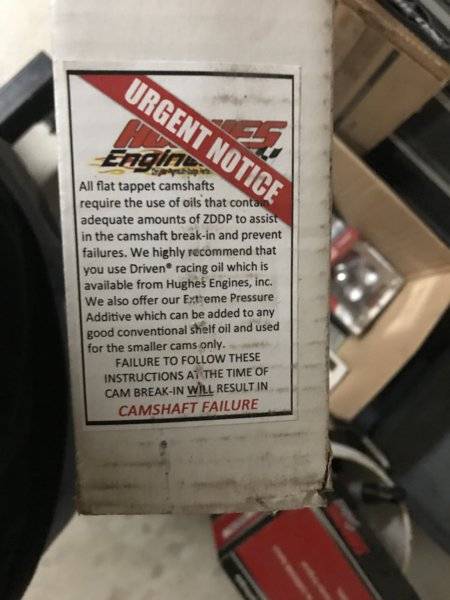 URGENT NOTICE
HUGHES
Engines
All flat tappet camshafts
require the use of oils that contain
adequate amounts of ZDDP to assist
in the camshaft break-in and prevent
failures. We highly recommend that
you use Driven® racing oil which is
available from Hughes Engines, inc.
We also offer our Extreme Pressure
Additive which can be added to any
good conventional shelf oil and used
for the smaller cams only.
FAILURE TO FOLLOW THESE
INSTRUCTIONS AT THE TIME OF
CAM BREAK-IN WILL RESULT IN
CAMSHAFT FAILURE